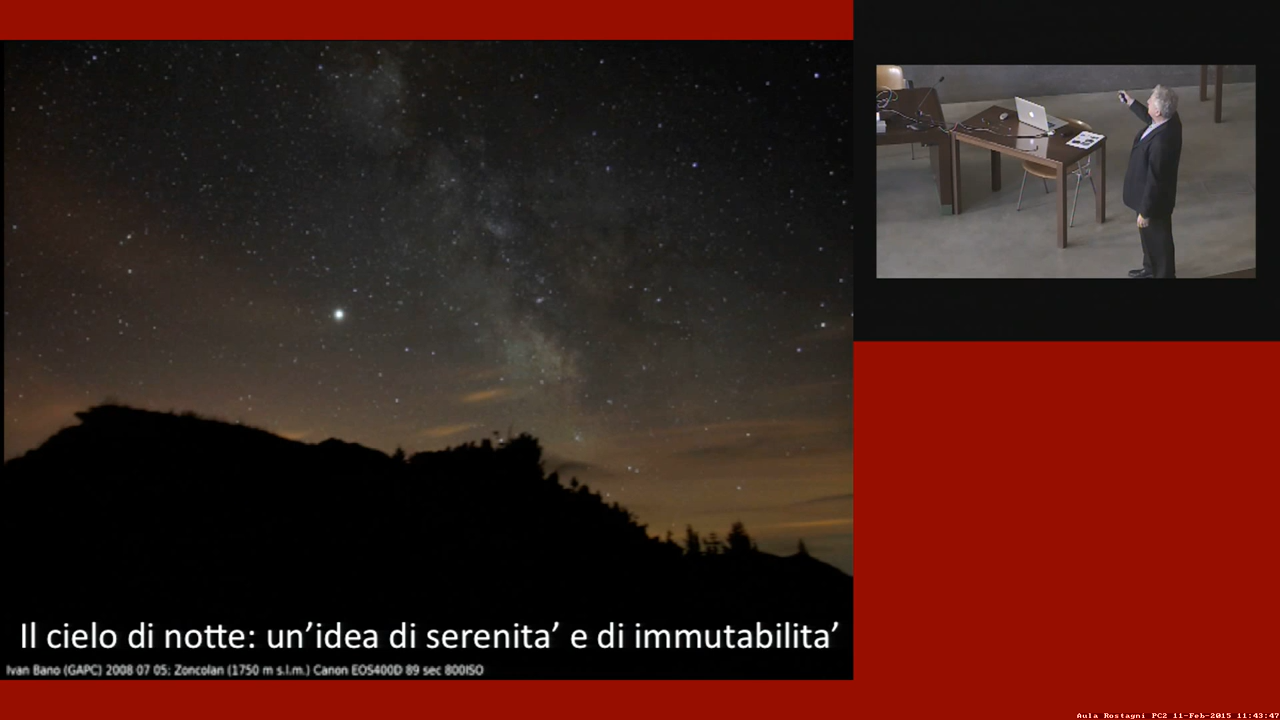 Il cielo di notte: un’idea di serenita’ e di immutabilita’
Ivan Bano (GAPC) 2008 07 05: Zoncolan (1750 m s.l.m.) Canon EOS400D 89 sec 800ISO
Aula Rostagni PC2 11-Feb-2015 11:43:47